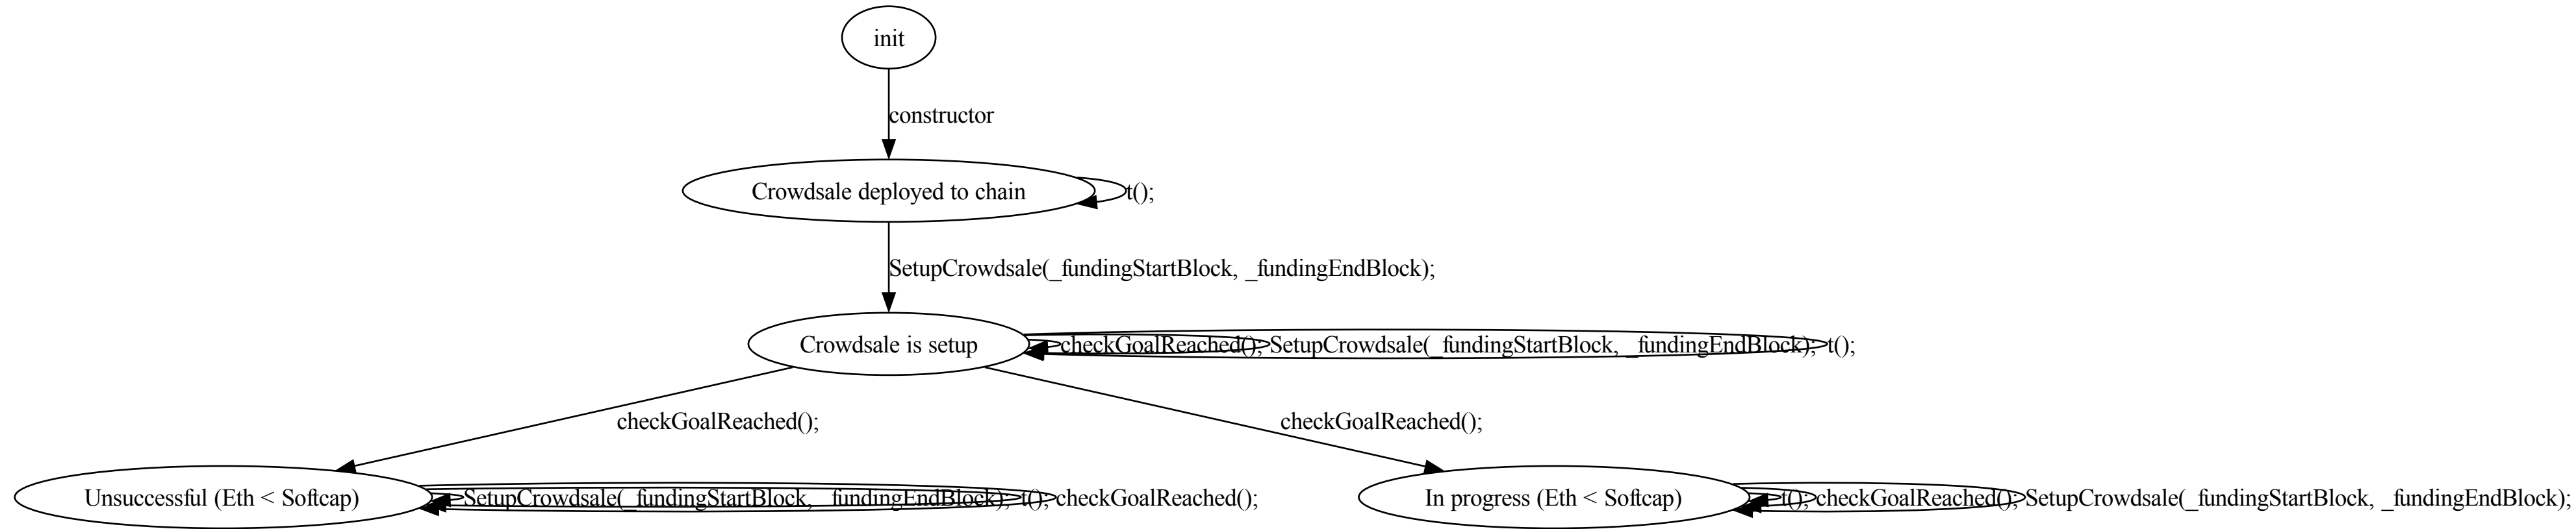 init
constructor
Crowdsale deployed to chain
t();
SetupCrowdsale(_fundingStartBlock, _fundingEndBlock);
Crowdsale is setup
checkGoalReached();
SetupCrowdsale(_fundingStartBlock, _fundingEndBlock);
t();
checkGoalReached();
checkGoalReached();
Unsuccessful (Eth < Softcap)
SetupCrowdsale(_fundingStartBlock, _fundingEndBlock);
t();
checkGoalReached();
In progress (Eth < Softcap)
t();
checkGoalReached();
SetupCrowdsale(_fundingStartBlock, _fundingEndBlock);